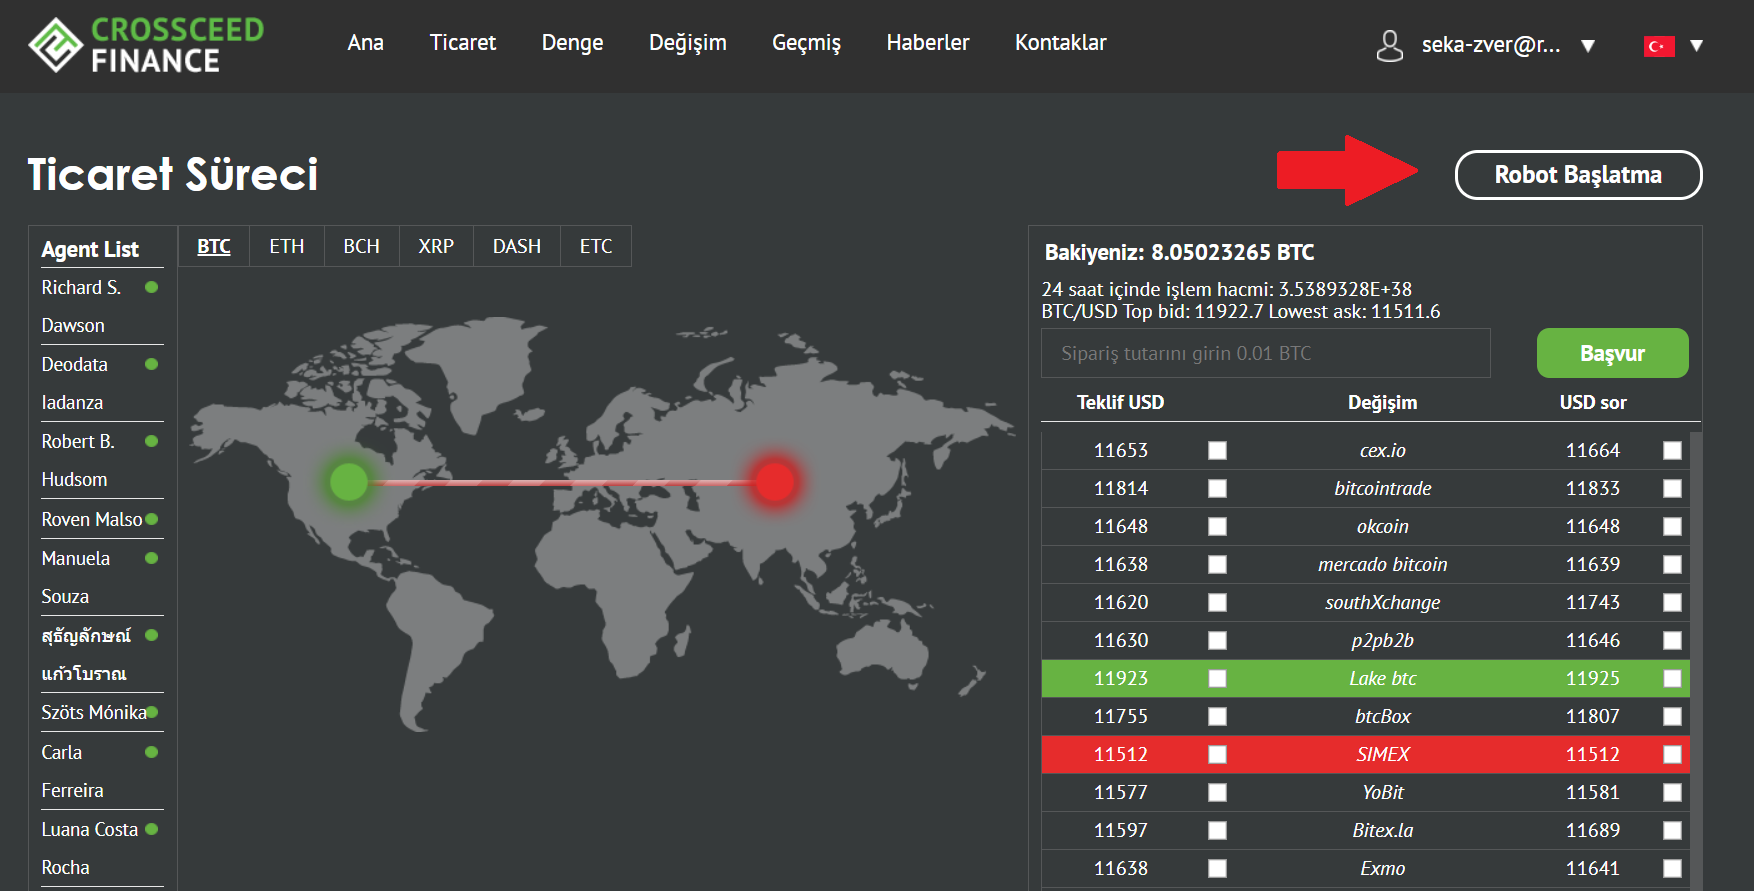 CROSSCEED
FINANCE
Ana Ticaret Denge Değişim Geçmiş Haberler Kontaklar
seka-zver@r...
Ticaret Süreci
Robot Başlatma
Agent List
Richard S.
Dawson
Deodata
Iadanza
Robert B.
Hudsom
Roven Malso
Manuela
Souza
สุธัญลักษณ์
แก้วโบราณ
Szöts Mónika
Carla
Ferreira
Luana Costa
Rocha
BTC ETH BCH XRP DASH ETC
Bakiyeniz: 8.05023265 BTC
24 saat içinde işlem hacmi: 3.5389328E+38
BTC/USD Top bid: 11922.7 Lowest ask: 11511.6
Sipariş tutarını girin 0.01 BTC
Başvur
Teklif USD Değişim USD sor
11653 cex.io 11664
11814 bitcointrade 11833
11648 okcoin 11648
11638 mercado bitcoin 11639
11620 southXchange 11743
11630 p2pb2b 11646
11923 Lake btc 11925
11755 btcBox 11807
11512 SIMEX 11512
11577 YoBit 11581
11597 Bitex.la 11689
11638 Exmo 11641